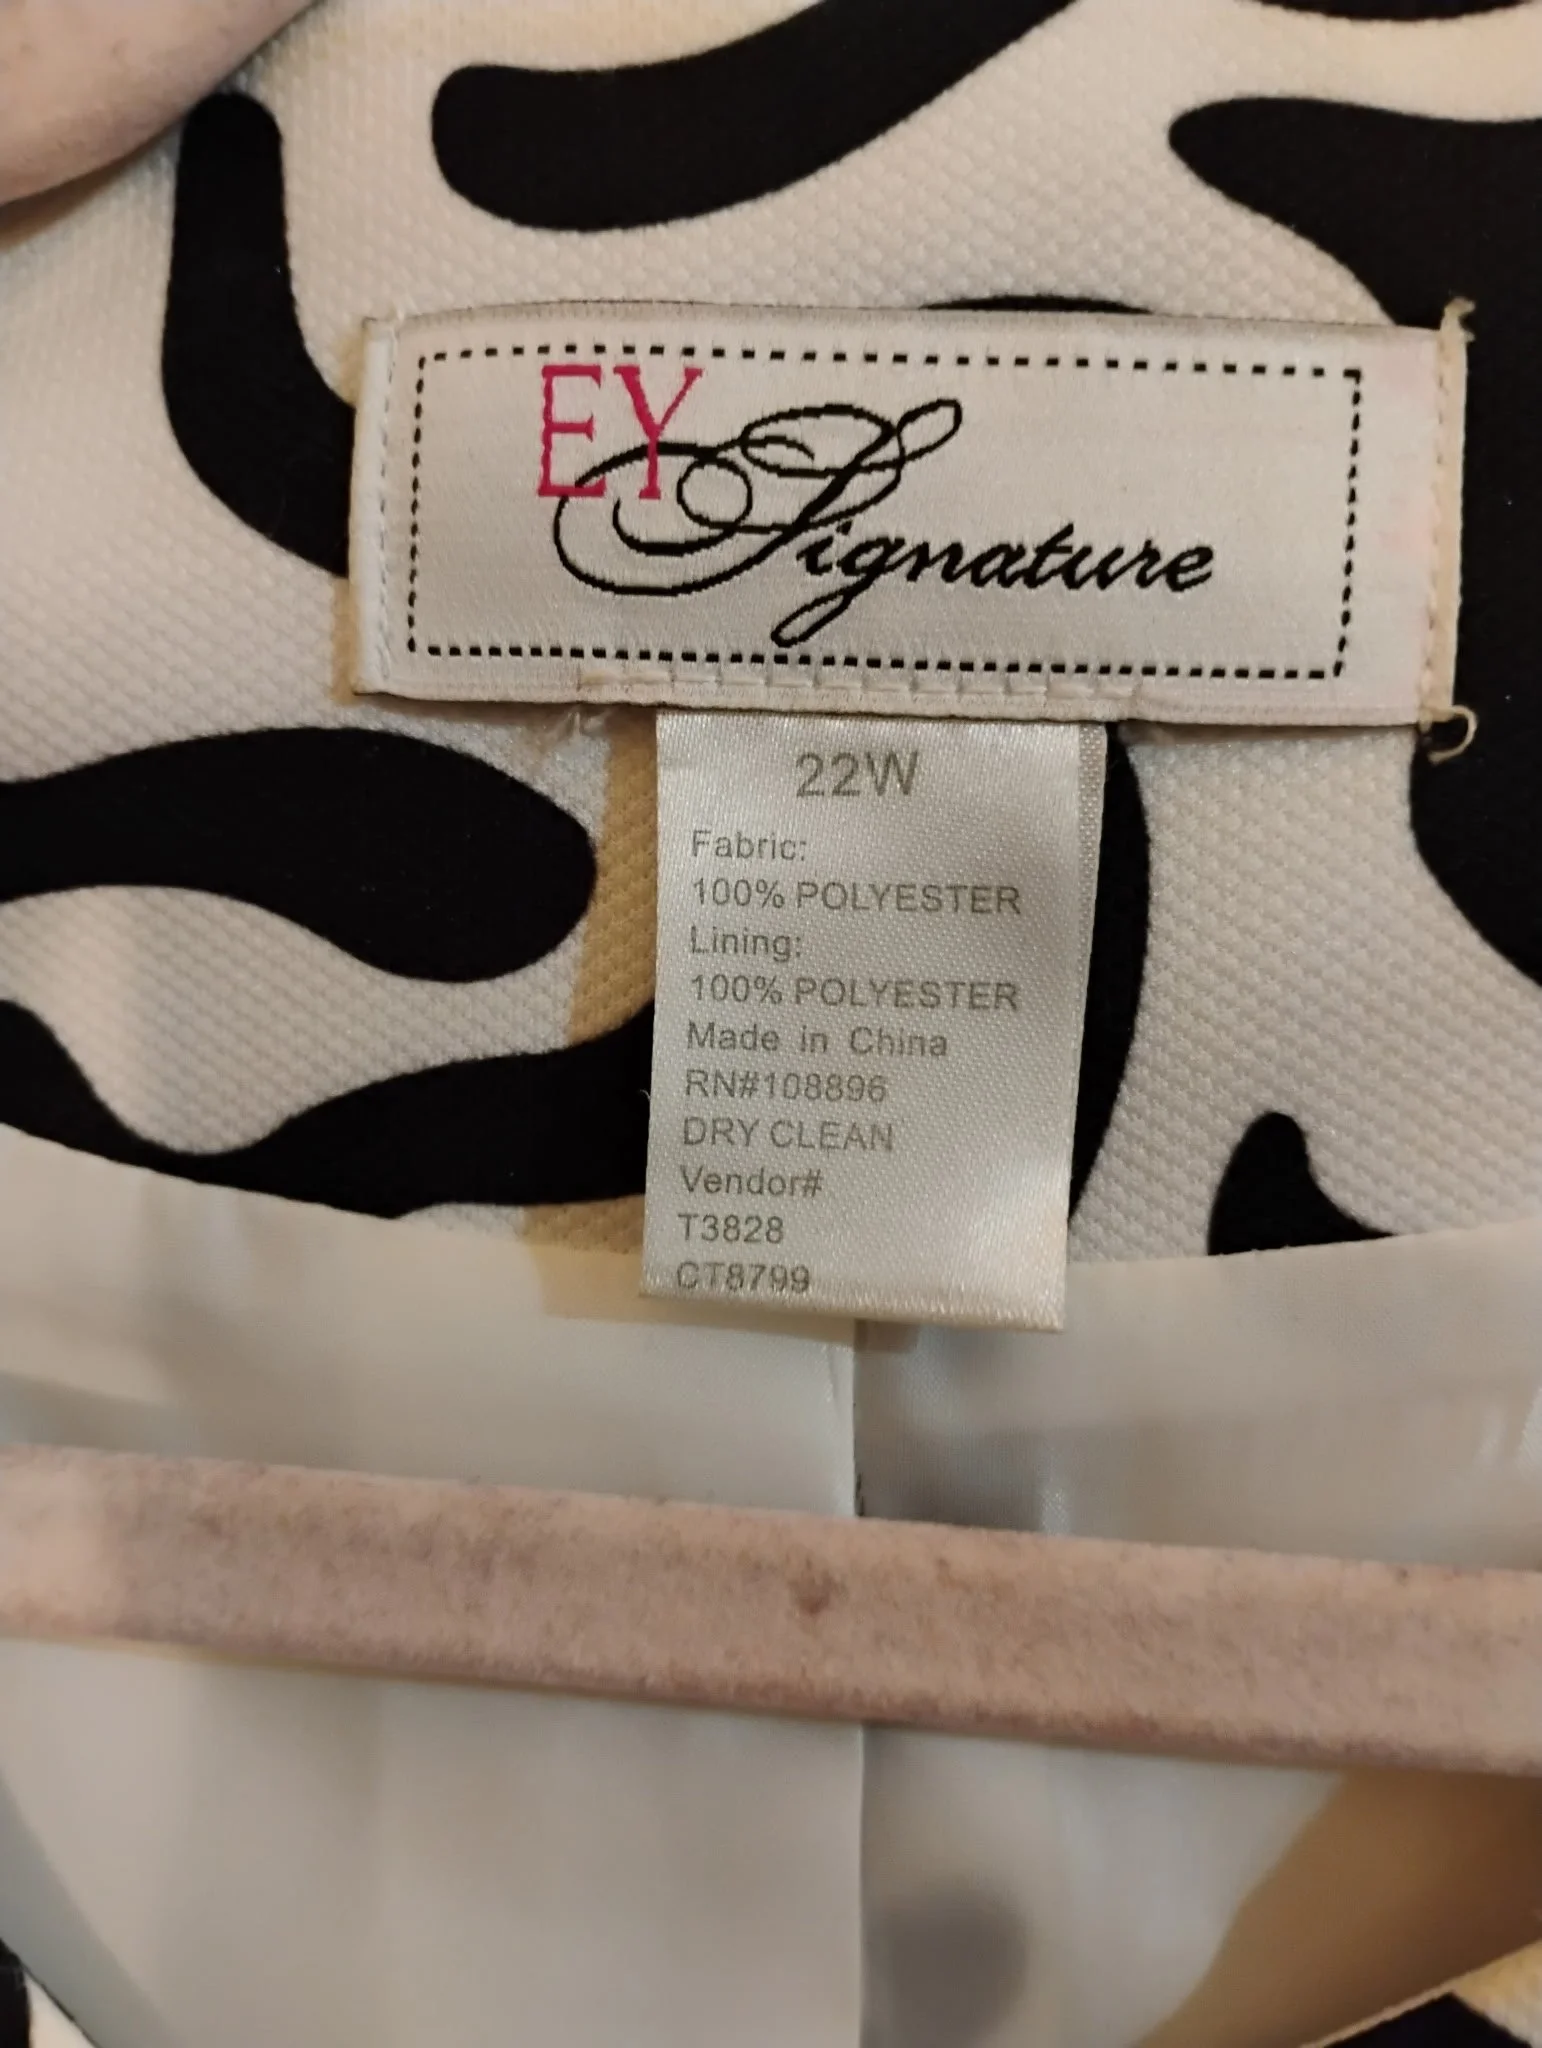 EY Signature
22W
Fabric:
100% POLYESTER
Lining:
100% POLYESTER
Made in China
RN#108896
DRY CLEAN
Vendor#
T3828
CT8799